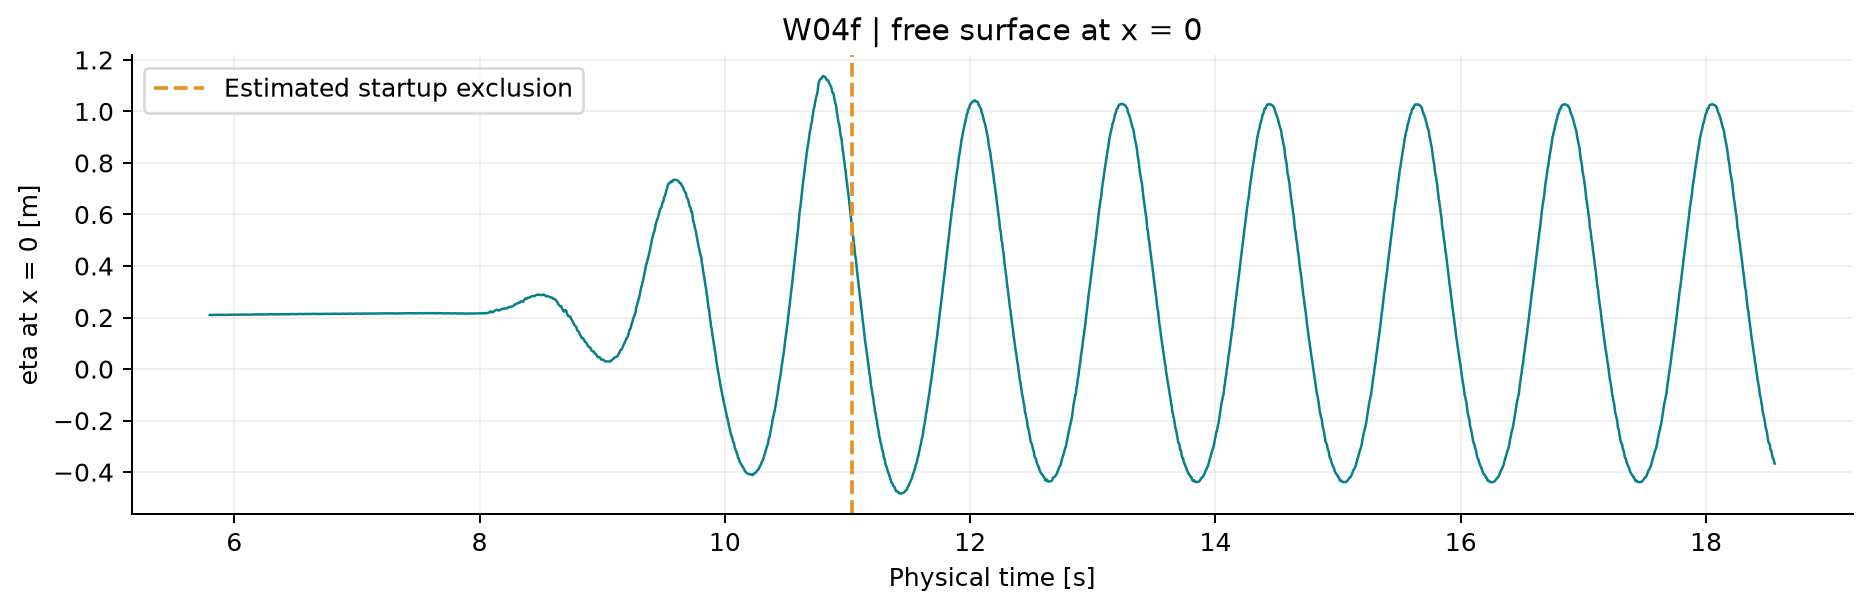 W04f | free surface at x = 0
Estimated startup exclusion
eta at x = 0 [m]
1.2
1.0
0.8
0.6
0.4
0.2
0.0
−0.2
−0.4
6 8 10 12 14 16 18
Physical time [s]